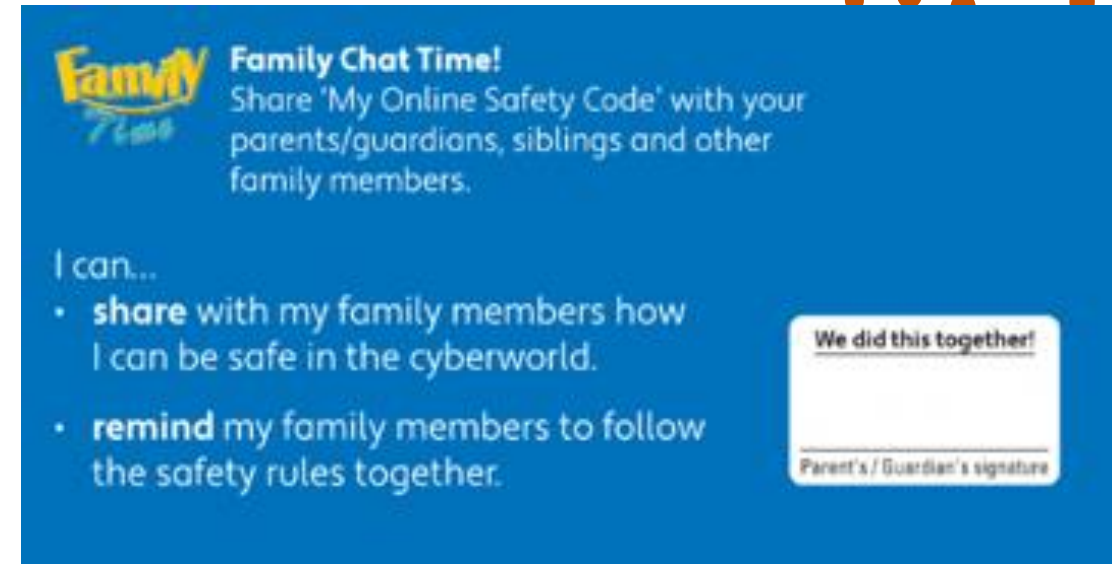 Family
Time
Family Chat Time!
Share 'My Online Safety Code' with your
parents/guardians, siblings and other
family members.
I can...
• share with my family members how
I can be safe in the cyberworld.
• remind my family members to follow
the safety rules together.
We did this together!
Parent's / Guardian's signature